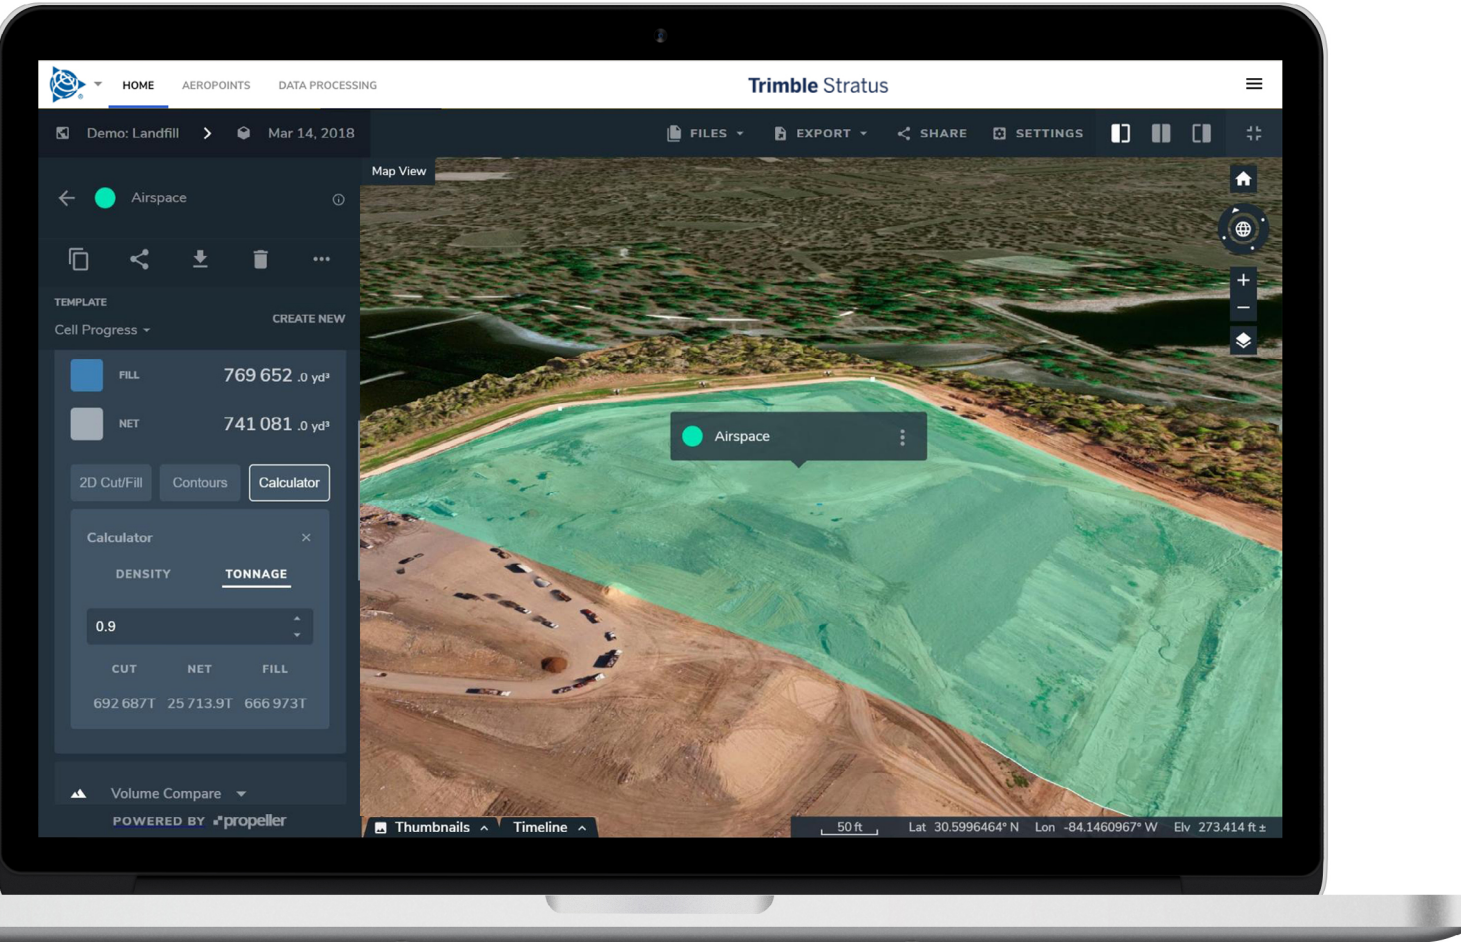 HOME AEROPOINTS DATA PROCESSING Trimble Stratus
Demo: Landfill Mar 14, 2018 FILES EXPORT SHARE SETTINGS
Map View
Airspace
TEMPLATE
Cell Progress
CREATE NEW
FILL 769 652 .0 yd³
NET 741 081 .0 yd³
2D Cut/Fill Contours Calculator
Calculator
DENSITY TONNAGE
0.9
CUT NET FILL
692 687T 25 713.9T 666 973T
Volume Compare
POWERED BY propeller
Airspace
Thumbnails Timeline
50 ft Lat 30.5996464° N Lon -84.1460967° W Elv 273.414 ft ±